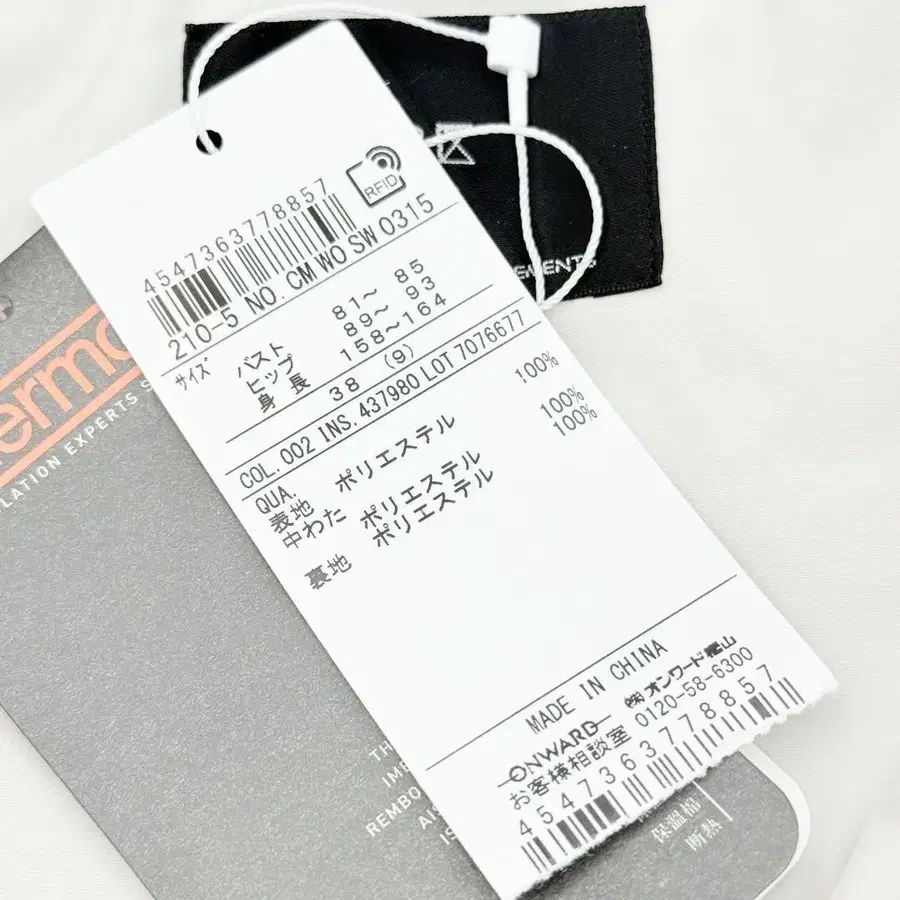 RFID
4547363778857
210-5 NO. CM WO SW 0315
サイズ
バスト 81～ 85
ヒップ 89～ 93
身 長 158～164
38 (9)
COL. 002 INS. 437980 LOT 7076677
QUA.
表地 ポリエステル 100%
中わた ポリエステル 100%
裏地 ポリエステル 100%
MADE IN CHINA
ONWARD ㈱オンワード樫山
お客様相談室 0120-58-6300
4547363778857
EMENTS
保温棉
断熱